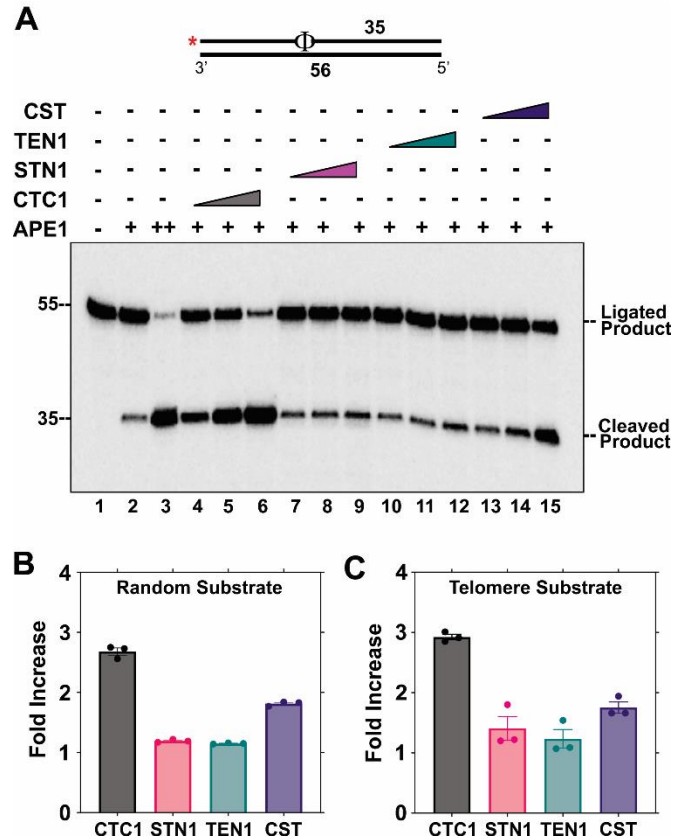 A
*
Φ
35
3'
56
5'
CST - - - - - - - - - - - -
TEN1 - - - - - - - - - - - -
STN1 - - - - - - - - - - - -
CTC1 - - - - - - - - - - - -
APE1 - + ++ + + + + + + + + + + + +
55--
--Ligated
Product
35--
--Cleaved
Product
1 2 3 4 5 6 7 8 9 10 11 12 13 14 15
B
Random Substrate
Fold Increase
4
3
2
1
0
CTC1 STN1 TEN1 CST
C
Telomere Substrate
Fold Increase
4
3
2
1
0
CTC1 STN1 TEN1 CST